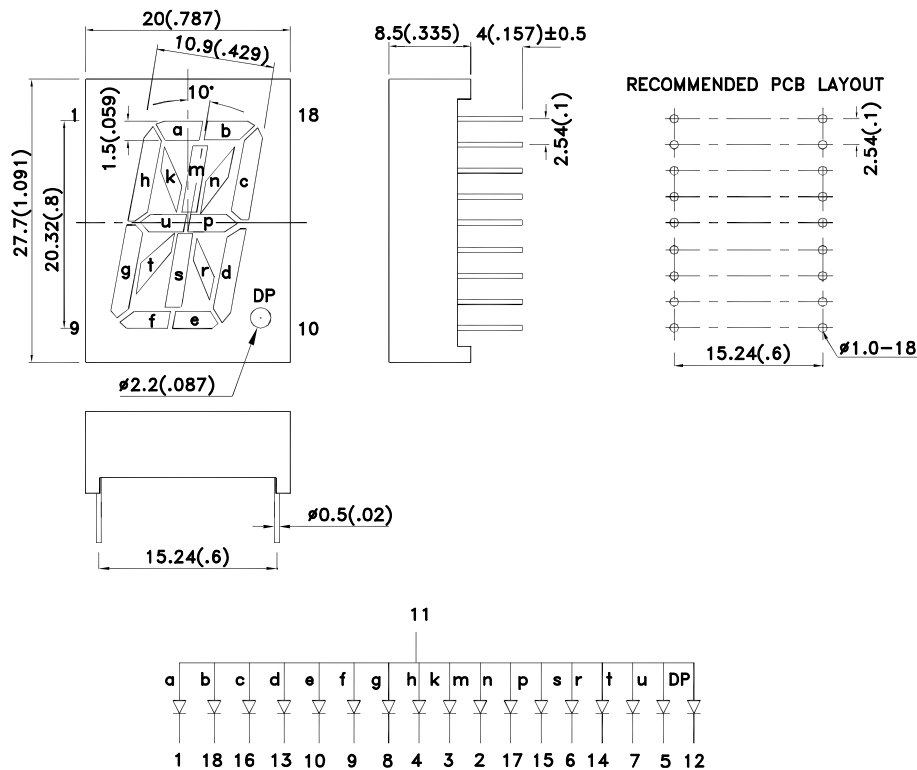 20(.787)
10.9(.429)
10°
1.5(.059)
1
18
a
b
h
k
m
n
c
u
p
g
t
s
r
d
f
e
DP
9
10
27.7(1.091)
20.32(.8)
ø2.2(.087)
8.5(.335)
4(.157)±0.5
2.54(.1)
RECOMMENDED PCB LAYOUT
2.54(.1)
15.24(.6)
ø1.0-18
ø0.5(.02)
15.24(.6)
11
a b c d e f g h k m n p s r t u DP
1 18 16 13 10 9 8 4 3 2 17 15 6 14 7 5 12